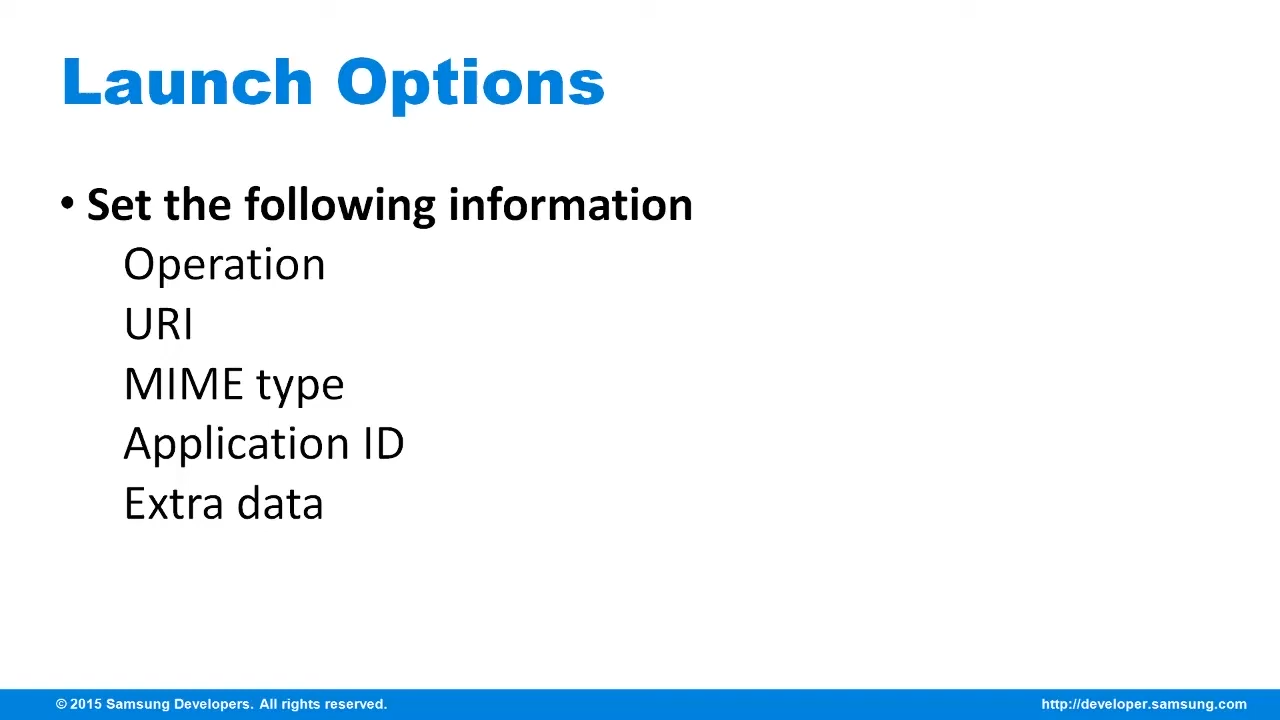 Launch Options
• Set the following information
Operation
URI
MIME type
Application ID
Extra data
© 2015 Samsung Developers. All rights reserved.
http://developer.samsung.com